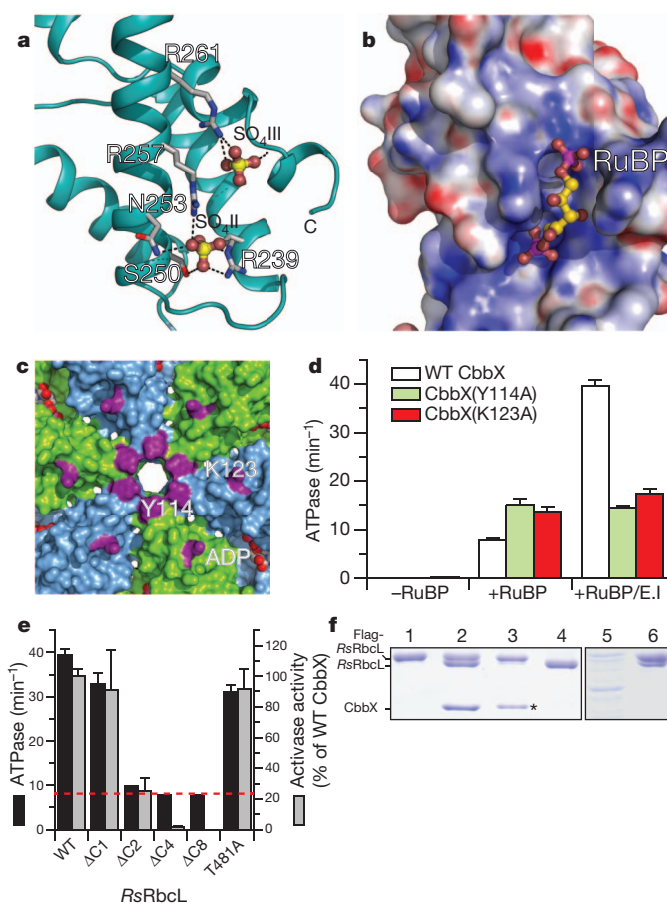 a
R261
SO4III
R257
N253
SO4II
C
S250
R239
b
RuBP
c
K123
Y114
ADP
d
WT CbbX
CbbX(Y114A)
CbbX(K123A)
ATPase (min−1)
40
30
20
10
0
−RuBP +RuBP +RuBP/E.I
e
ATPase (min−1)
40
30
20
10
0
120
100
80
60
40
20
0
Activase activity
(% of WT CbbX)
WT ΔC1 ΔC2 ΔC4 ΔC8 T481A
RsRbcL
f
Flag- 1 2 3 4 5 6
RsRbcL
RsRbcL
CbbX *